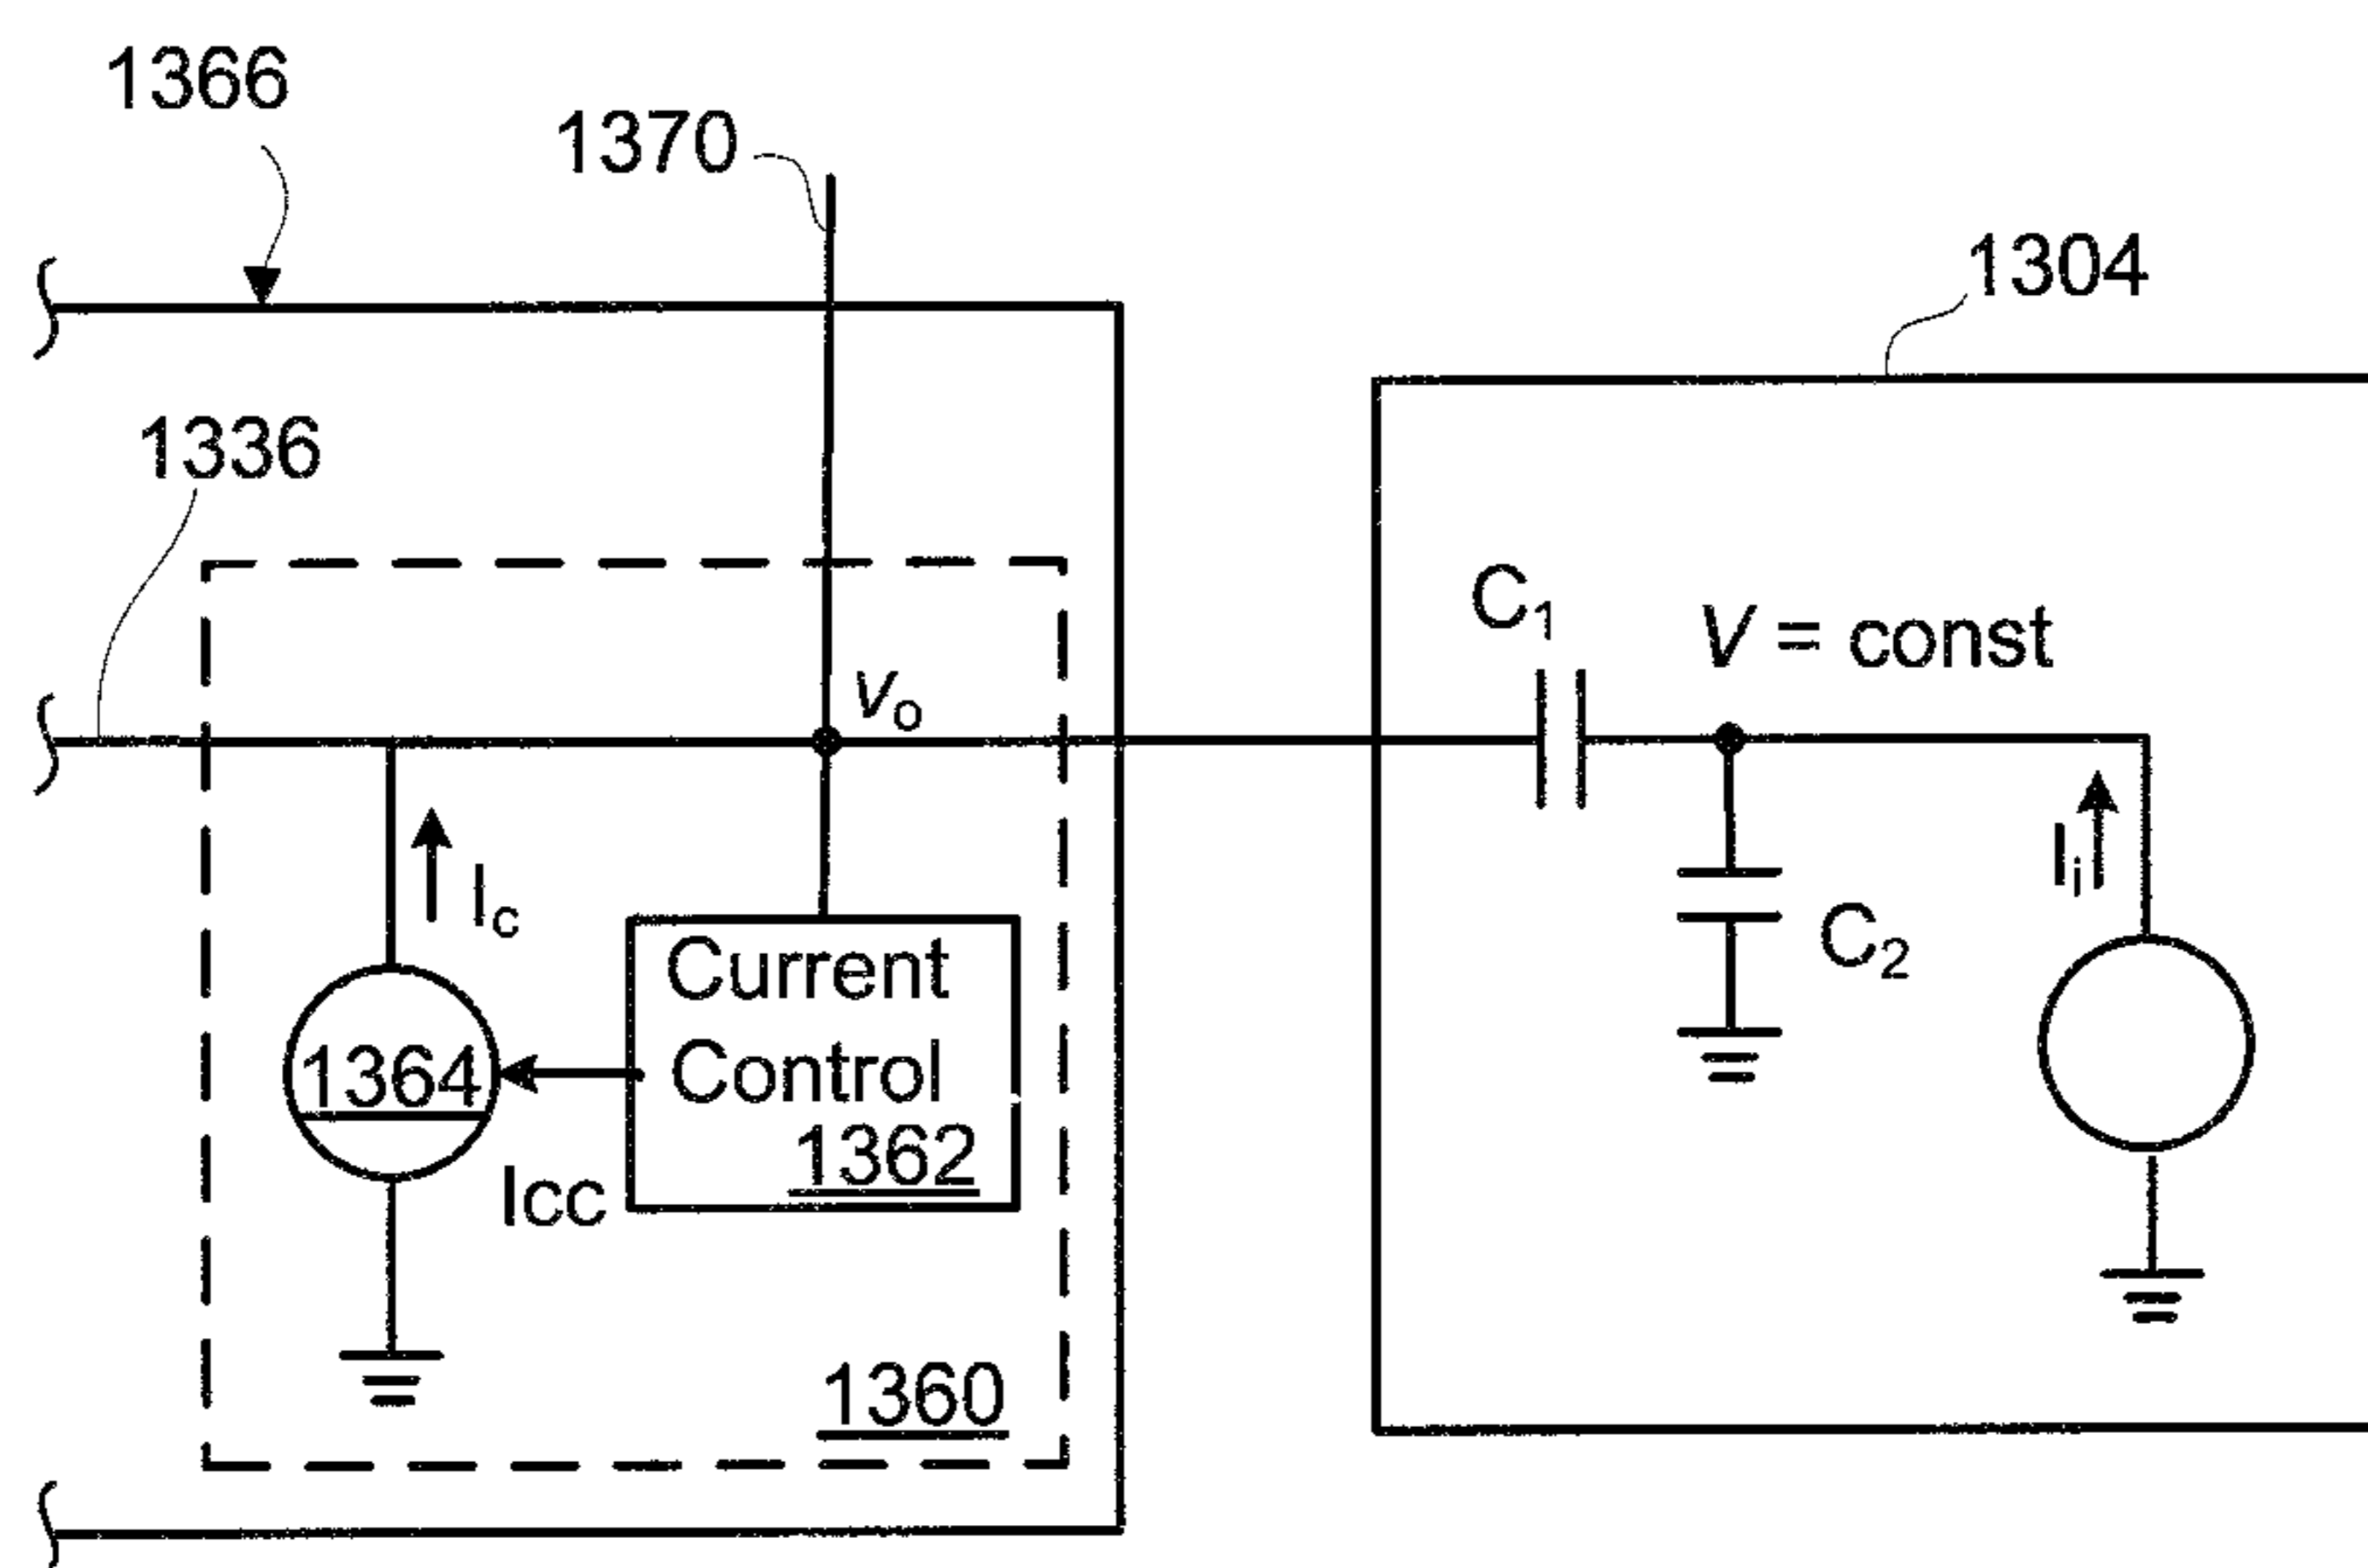 1366
1370
1304
1336
C1
V = const
vo
Ic
Ii
Current
Control
1362
C2
1364
Icc
1360